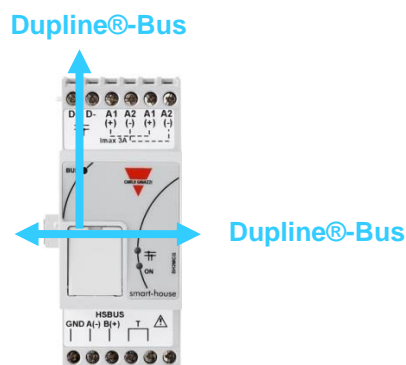 Dupline®-Bus
D+ D- A1 A2 A1 A2
(+) (-) (+) (-)
Imax 3A
BUS
CARLO GAVAZZI
Dupline®-Bus
ON
smart-house
HSBUS
GND A(-) B(+) T